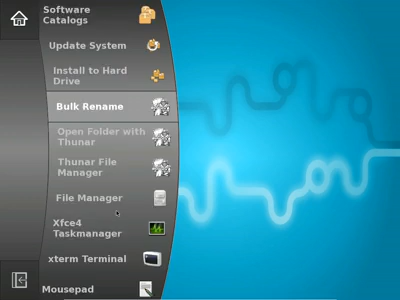 Software
Catalogs
Update System
Install to Hard
Drive
Bulk Rename
Open Folder with
Thunar
Thunar File
Manager
File Manager
Xfce4
Taskmanager
xterm Terminal
Mousepad